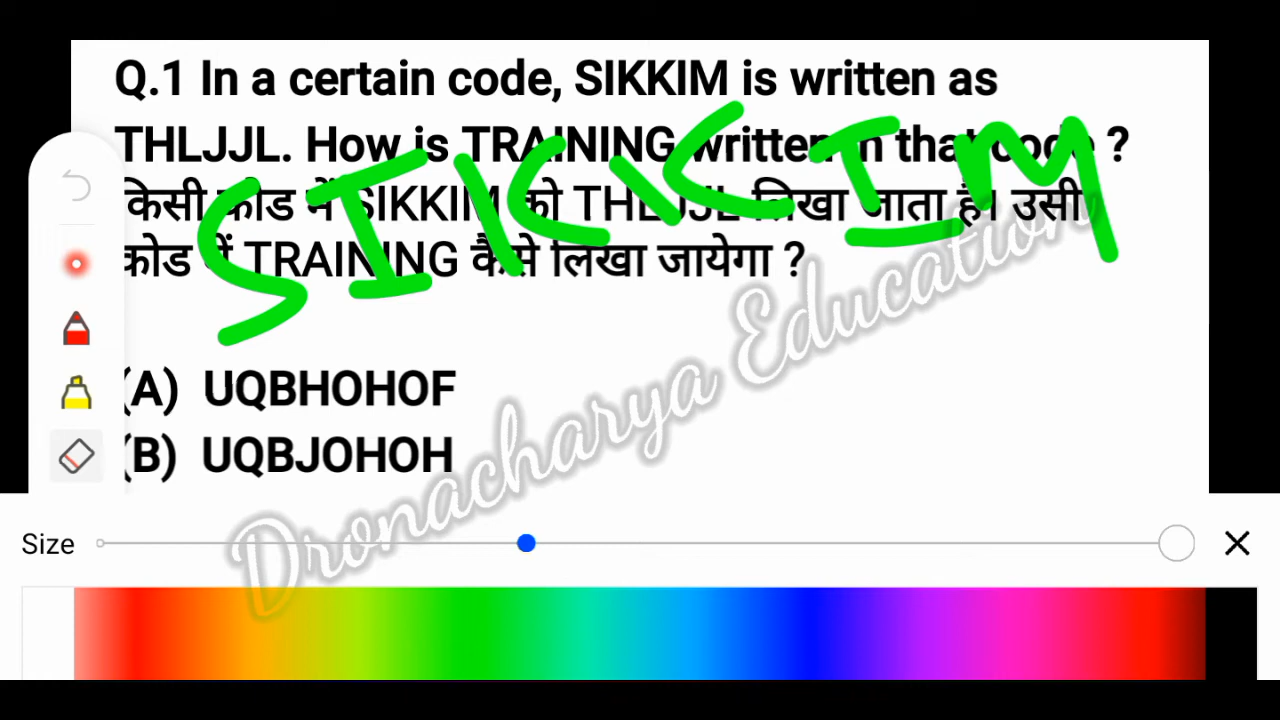 Q.1 In a certain code, SIKKIM is written as
THLJJL. How is TRAINING written in that code ?
किसी कोड में SIKKIM को THLJJL लिखा जाता है। उसी
कोड में TRAINING कैसे लिखा जायेगा ?
SIKKIM
(A) UQBHOHOF
(B) UQBJOHOH
Dronacharya Education
Size